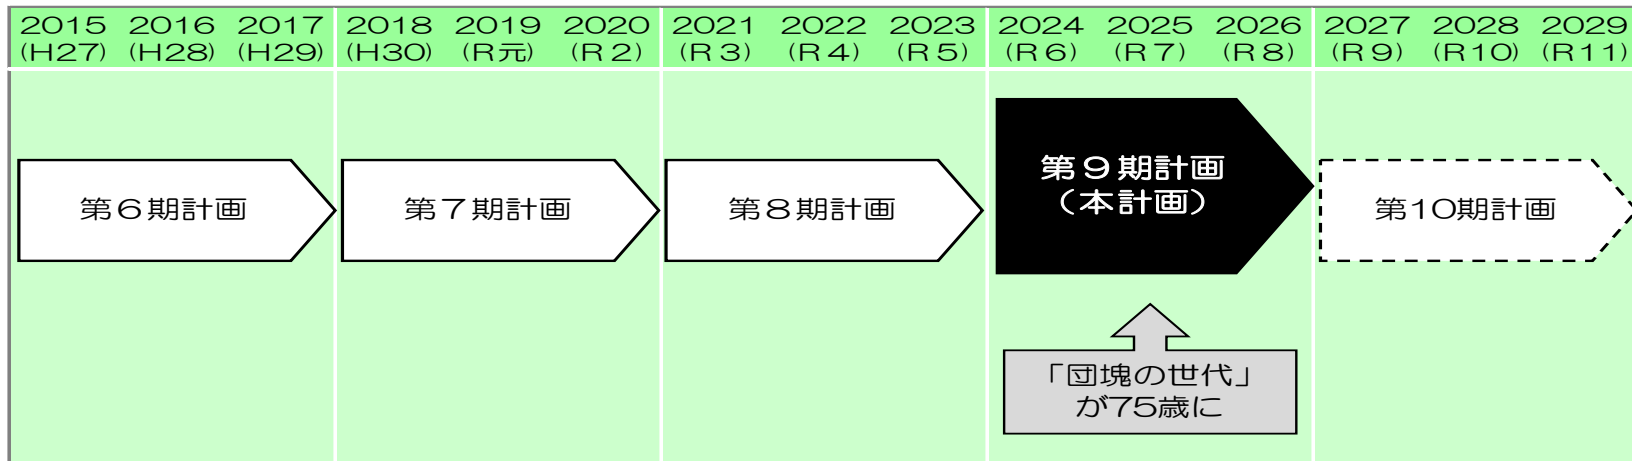 2015 2016 2017 2018 2019 2020 2021 2022 2023 2024 2025 2026 2027 2028 2029
(H27) (H28) (H29) (H30) (R元) (R2) (R3) (R4) (R5) (R6) (R7) (R8) (R9) (R10) (R11)
第6期計画
第7期計画
第8期計画
第9期計画
(本計画)
第10期計画
「団塊の世代」
が75歳に